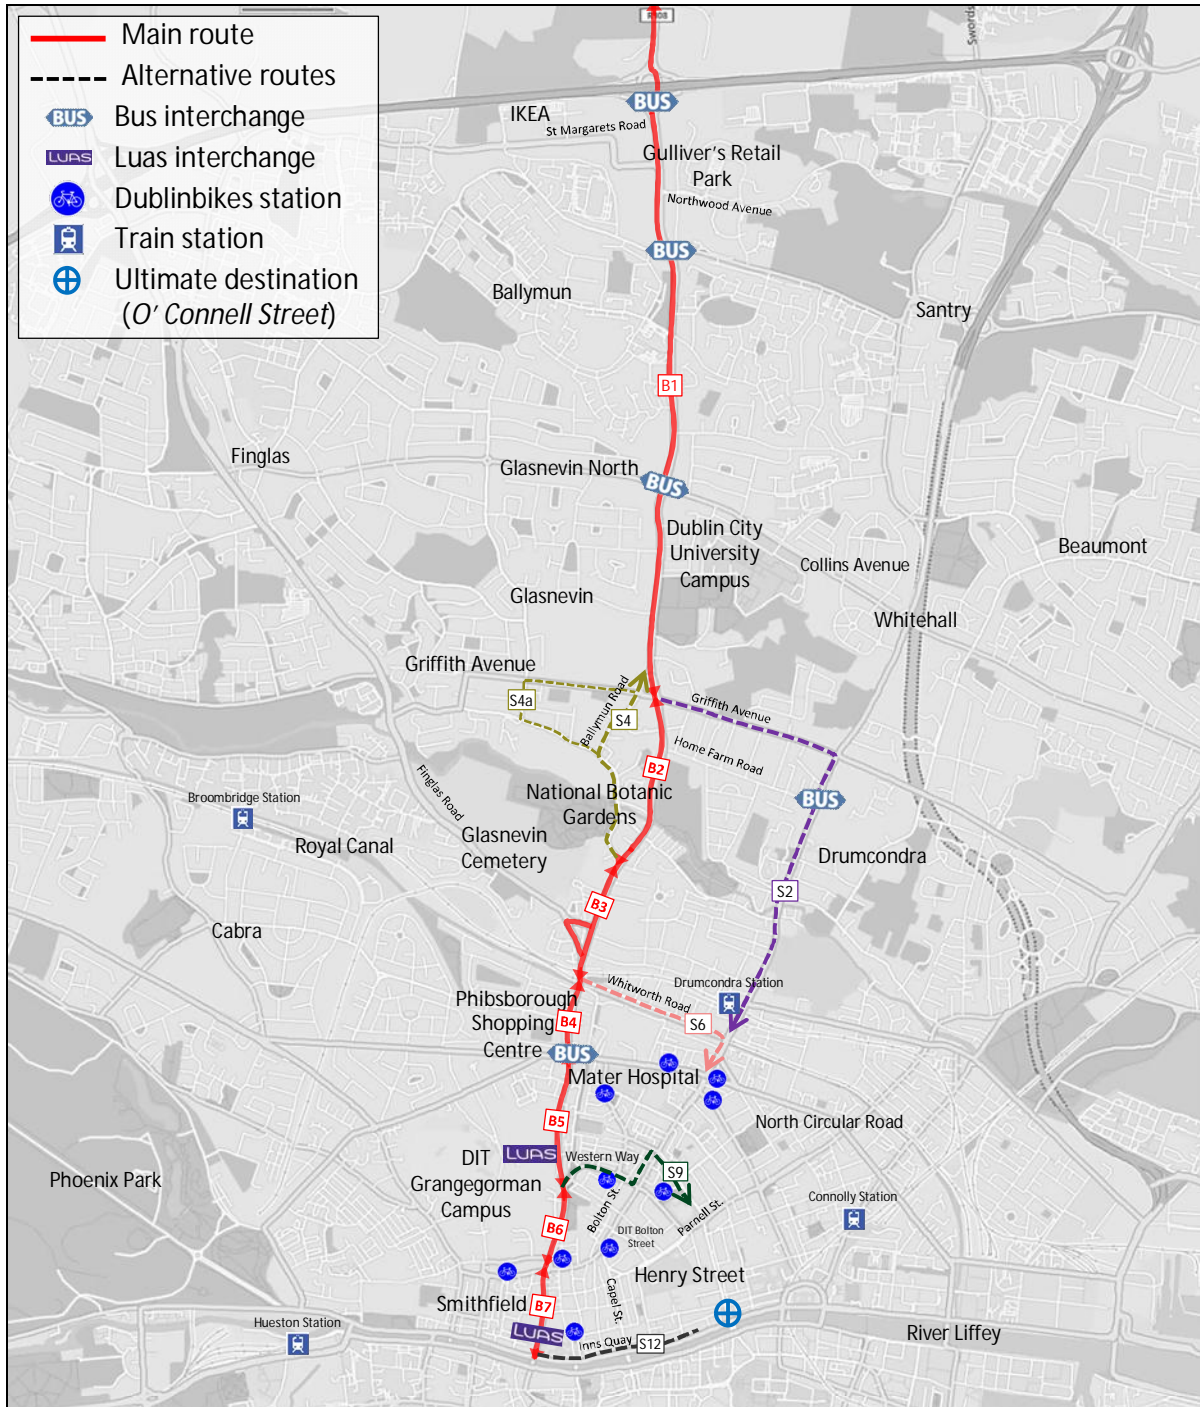 Main route
Alternative routes
BUS Bus interchange
LUAS Luas interchange
Dublinbikes station
Train station
Ultimate destination
(O' Connell Street)
R108
Swords
BUS
IKEA
St Margarets Road
Gulliver's Retail
Park
Northwood Avenue
BUS
Ballymun
Santry
B1
Finglas
Glasnevin North
BUS
Dublin City
University
Campus
Beaumont
Collins Avenue
Glasnevin
Whitehall
Griffith Avenue
S4a
Ballymun Road
S4
Griffith Avenue
Home Farm Road
B2
Finglas Road
National Botanic
Gardens
BUS
Broombridge Station
Royal Canal
Glasnevin
Cemetery
Drumcondra
S2
B3
Cabra
Whitworth Road
Drumcondra Station
Phibsborough
Shopping
Centre
B4
S6
BUS
Mater Hospital
B5
North Circular Road
LUAS
DIT
Grangegorman
Campus
Western Way
S9
Phoenix Park
Bolton St.
Parnell St.
Connolly Station
B6
DIT Bolton
Street
Henry Street
Capel St.
Smithfield
B7
LUAS
Hueston Station
Inns Quay
S12
River Liffey